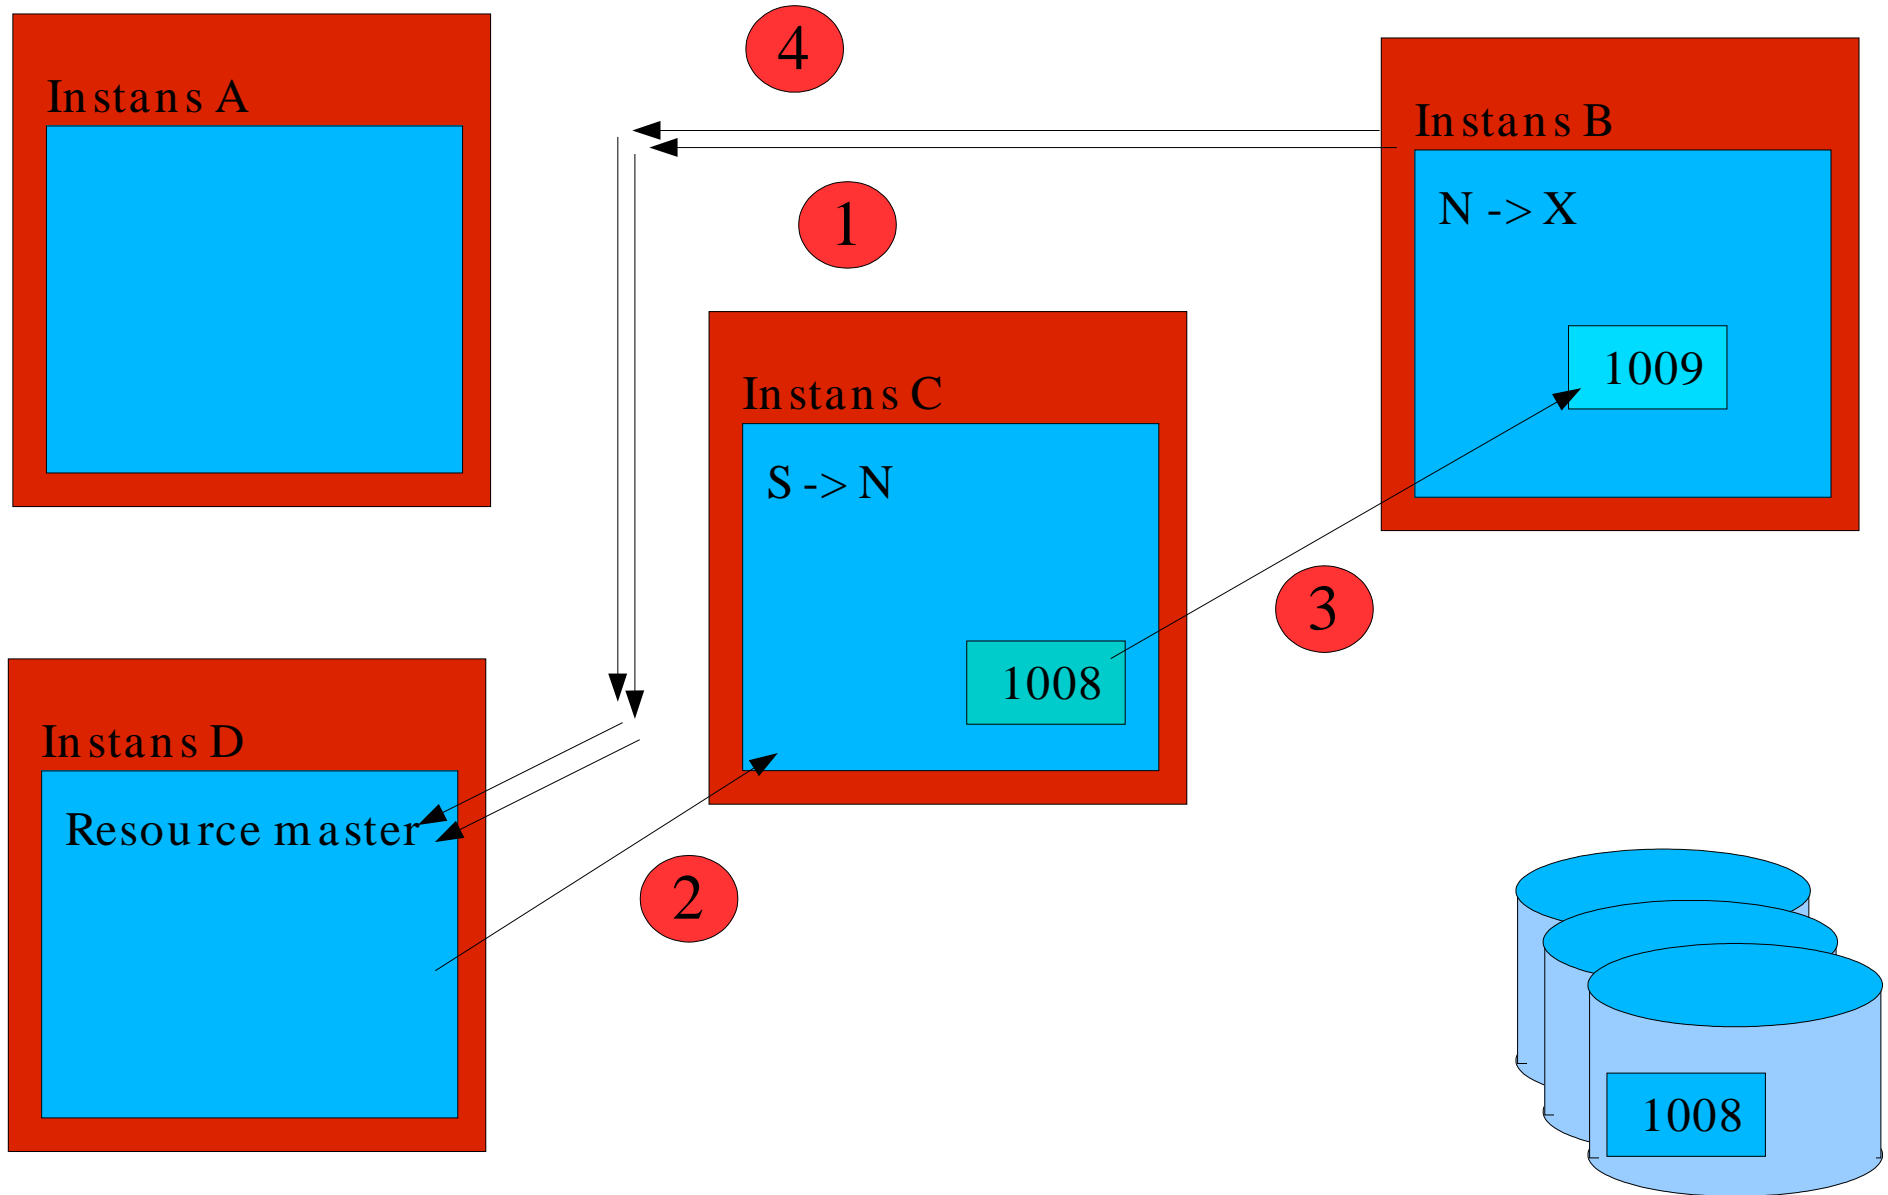 4
Instans A
Instans B
1
N -> X
1009
Instans C
S -> N
3
1008
Instans D
Resource master
2
1008